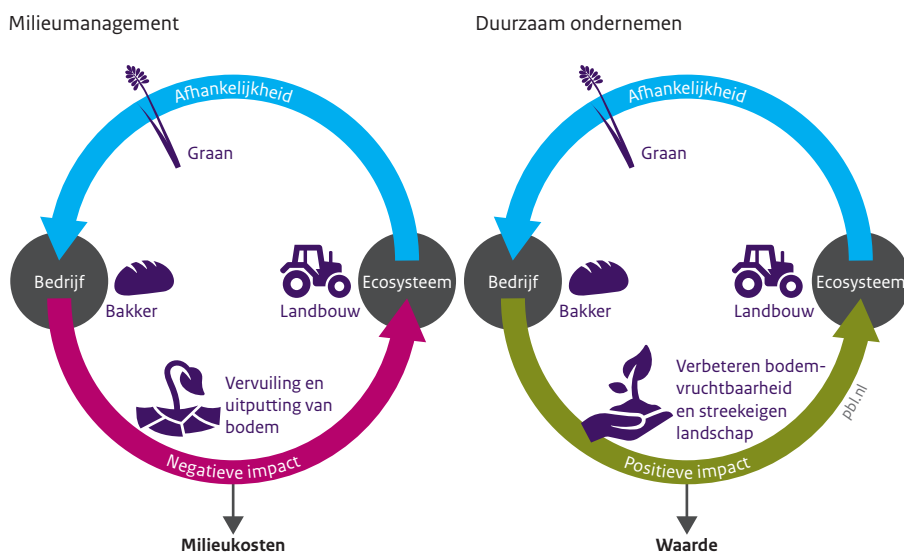 Milieumanagement
Afhankelijkheid
Graan
Bedrijf
Bakker
Landbouw
Ecosysteem
Vervuiling en
uitputting van
bodem
Negatieve impact
Milieukosten
Duurzaam ondernemen
Afhankelijkheid
Graan
Bedrijf
Bakker
Landbouw
Ecosysteem
Verbeteren bodem-
vruchtbaarheid
en streekeigen
landschap
Positieve impact
Waarde
pbl.nl